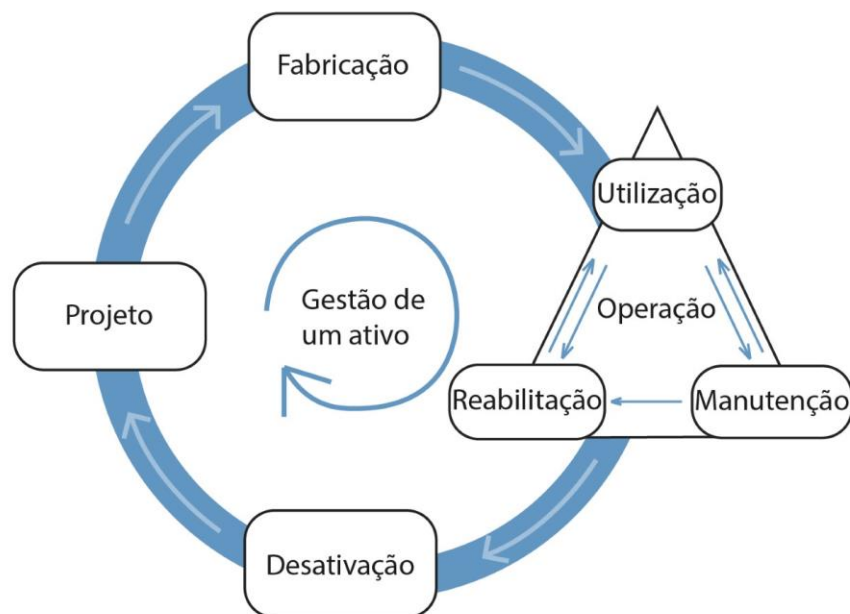 Fabricação
Utilização
Projeto
Gestão de
um ativo
Operação
Reabilitação
Manutenção
Desativação